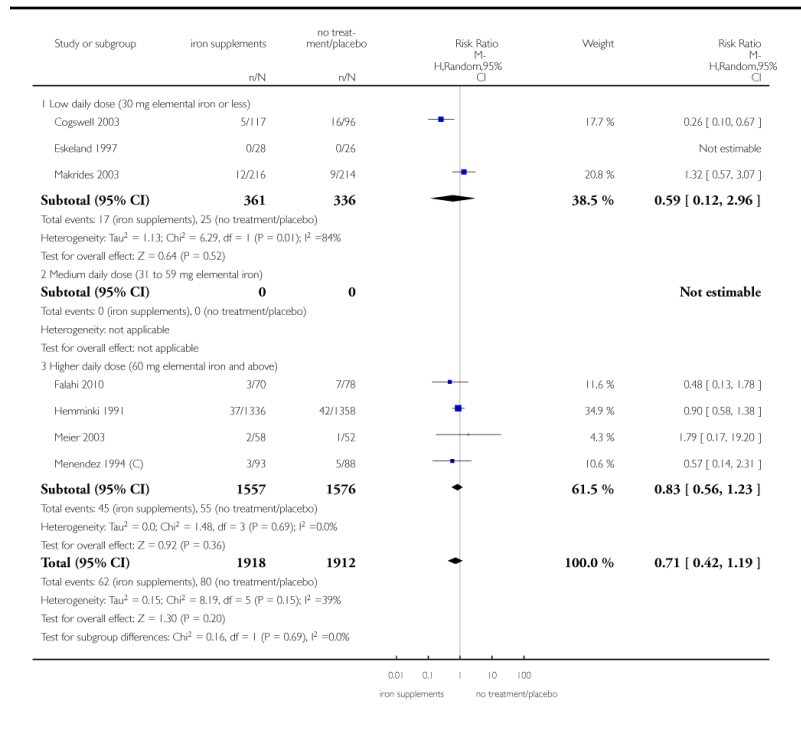 Study or subgroup iron supplements no treat-ment/placebo Risk Ratio Weight Risk Ratio
n/N n/N M-H,Random,95% CI M-H,Random,95% CI
1 Low daily dose (30 mg elemental iron or less)
Cogswell 2003 5/117 16/96 17.7 % 0.26 [ 0.10, 0.67 ]
Eskeland 1997 0/28 0/26 Not estimable
Makrides 2003 12/216 9/214 20.8 % 1.32 [ 0.57, 3.07 ]
Subtotal (95% CI) 361 336 38.5 % 0.59 [ 0.12, 2.96 ]
Total events: 17 (iron supplements), 25 (no treatment/placebo)
Heterogeneity: Tau² = 1.13; Chi² = 6.29, df = 1 (P = 0.01); I² =84%
Test for overall effect: Z = 0.64 (P = 0.52)
2 Medium daily dose (31 to 59 mg elemental iron)
Subtotal (95% CI) 0 0 Not estimable
Total events: 0 (iron supplements), 0 (no treatment/placebo)
Heterogeneity: not applicable
Test for overall effect: not applicable
3 Higher daily dose (60 mg elemental iron and above)
Falahi 2010 3/70 7/78 11.6 % 0.48 [ 0.13, 1.78 ]
Hemminki 1991 37/1336 42/1358 34.9 % 0.90 [ 0.58, 1.38 ]
Meier 2003 2/58 1/52 4.3 % 1.79 [ 0.17, 19.20 ]
Menendez 1994 (C) 3/93 5/88 10.6 % 0.57 [ 0.14, 2.31 ]
Subtotal (95% CI) 1557 1576 61.5 % 0.83 [ 0.56, 1.23 ]
Total events: 45 (iron supplements), 55 (no treatment/placebo)
Heterogeneity: Tau² = 0.0; Chi² = 1.48, df = 3 (P = 0.69); I² =0.0%
Test for overall effect: Z = 0.92 (P = 0.36)
Total (95% CI) 1918 1912 100.0 % 0.71 [ 0.42, 1.19 ]
Total events: 62 (iron supplements), 80 (no treatment/placebo)
Heterogeneity: Tau² = 0.15; Chi² = 8.19, df = 5 (P = 0.15); I² =39%
Test for overall effect: Z = 1.30 (P = 0.20)
Test for subgroup differences: Chi² = 0.16, df = 1 (P = 0.69), I² =0.0%
0.01 0.1 1 10 100
iron supplements no treatment/placebo